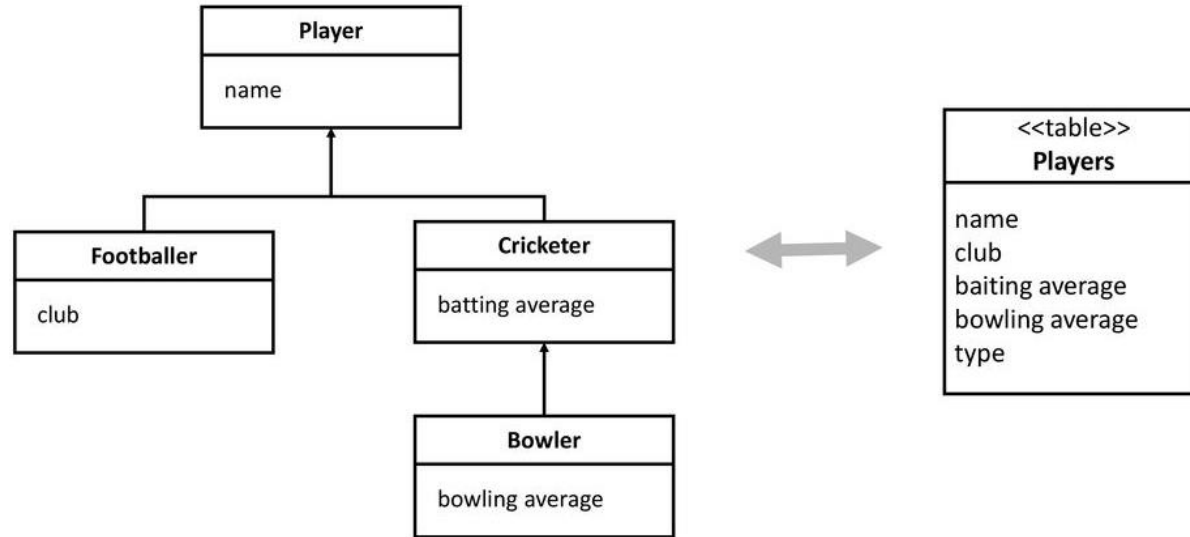 Player
name
Footballer
club
Cricketer
batting average
Bowler
bowling average
<<table>>
Players
name
club
baiting average
bowling average
type